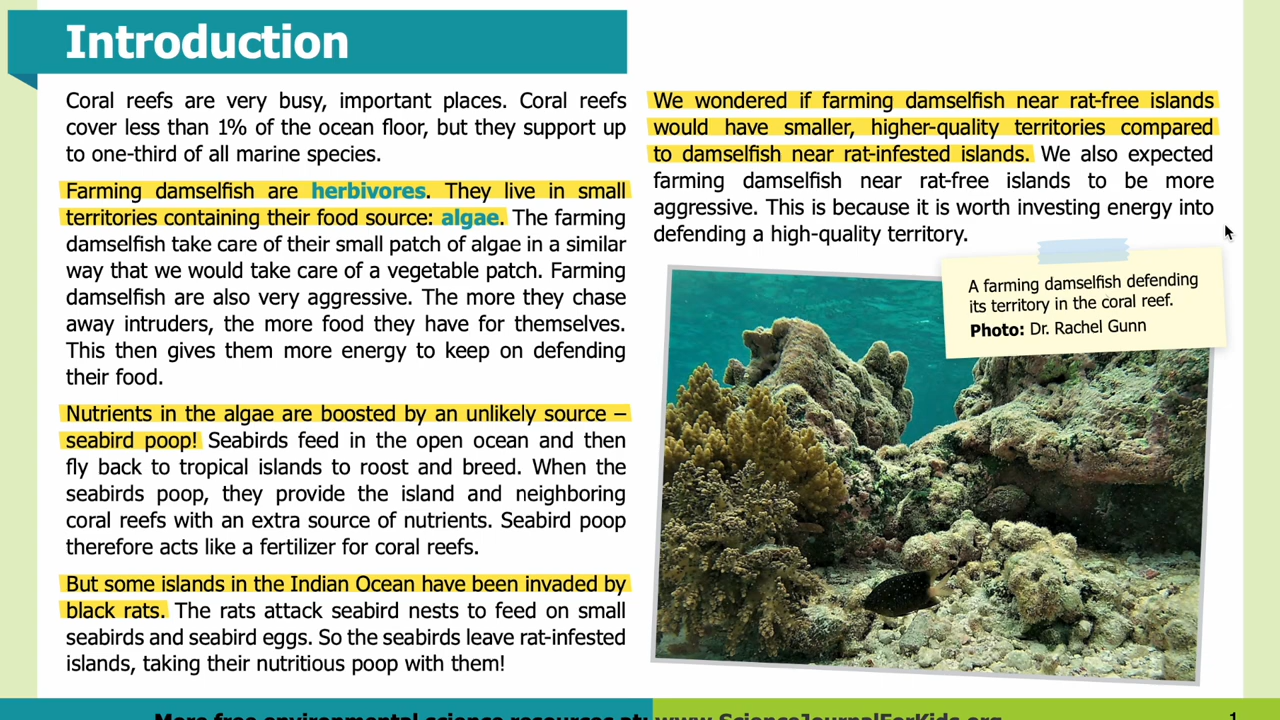 Introduction
Coral reefs are very busy, important places. Coral reefs
cover less than 1% of the ocean floor, but they support up
to one-third of all marine species.
Farming damselfish are herbivores. They live in small
territories containing their food source: algae. The farming
damselfish take care of their small patch of algae in a similar
way that we would take care of a vegetable patch. Farming
damselfish are also very aggressive. The more they chase
away intruders, the more food they have for themselves.
This then gives them more energy to keep on defending
their food.
Nutrients in the algae are boosted by an unlikely source –
seabird poop! Seabirds feed in the open ocean and then
fly back to tropical islands to roost and breed. When the
seabirds poop, they provide the island and neighboring
coral reefs with an extra source of nutrients. Seabird poop
therefore acts like a fertilizer for coral reefs.
But some islands in the Indian Ocean have been invaded by
black rats. The rats attack seabird nests to feed on small
seabirds and seabird eggs. So the seabirds leave rat-infested
islands, taking their nutritious poop with them!
We wondered if farming damselfish near rat-free islands
would have smaller, higher-quality territories compared
to damselfish near rat-infested islands. We also expected
farming damselfish near rat-free islands to be more
aggressive. This is because it is worth investing energy into
defending a high-quality territory.
A farming damselfish defending
its territory in the coral reef.
Photo: Dr. Rachel Gunn
More free environmental science resources at: www.ScienceJournalForKids.org
1